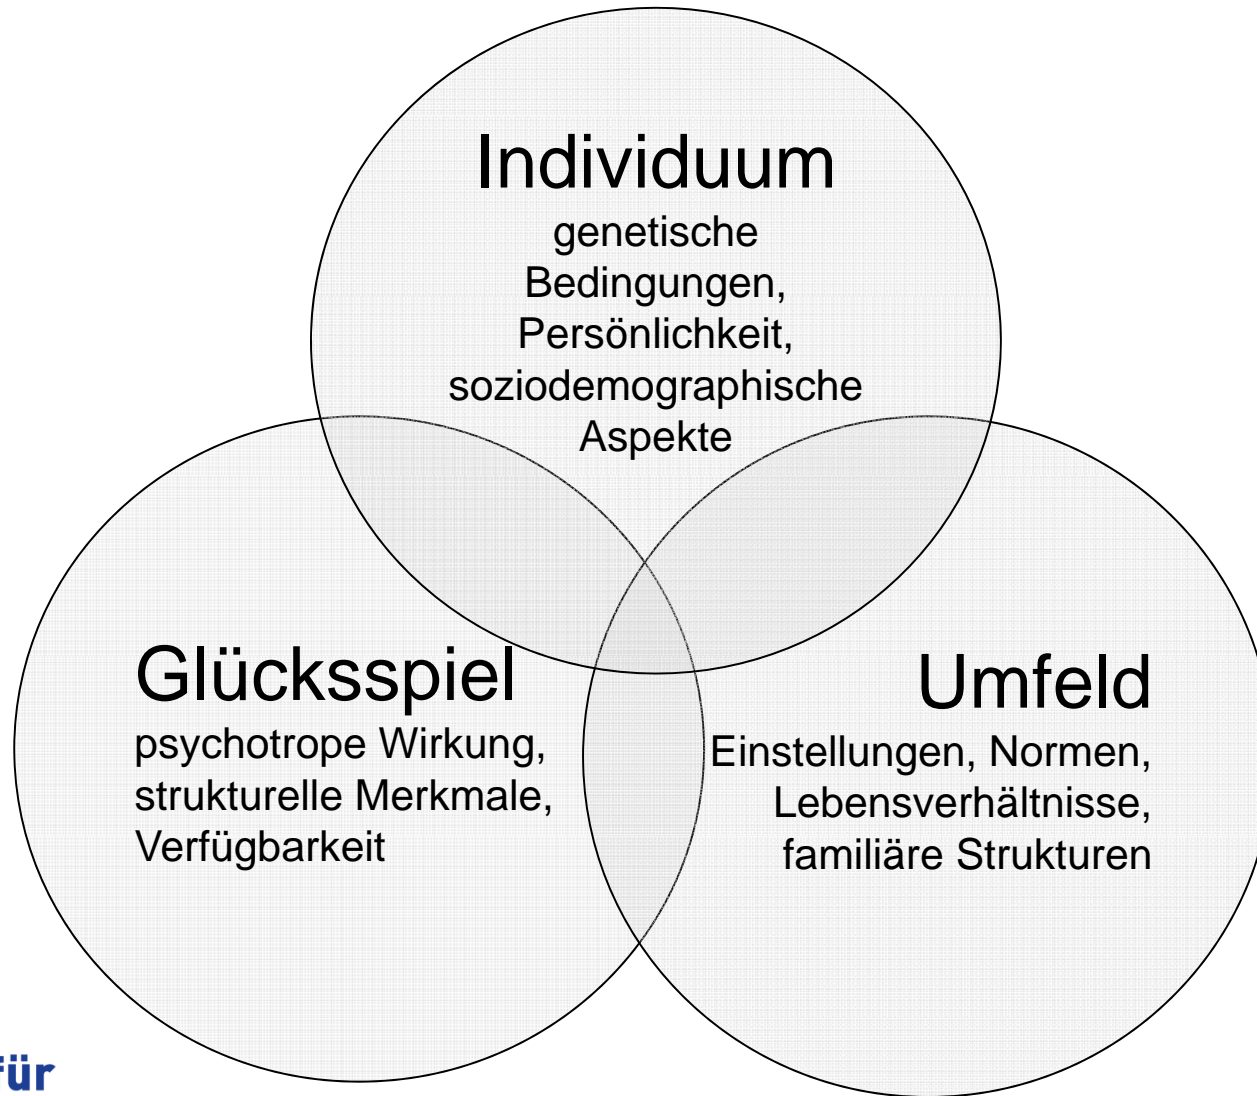 Individuum
genetische
Bedingungen,
Persönlichkeit,
soziodemographische
Aspekte
Glücksspiel
psychotrope Wirkung,
strukturelle Merkmale,
Verfügbarkeit
Umfeld
Einstellungen, Normen,
Lebensverhältnisse,
familiäre Strukturen
für